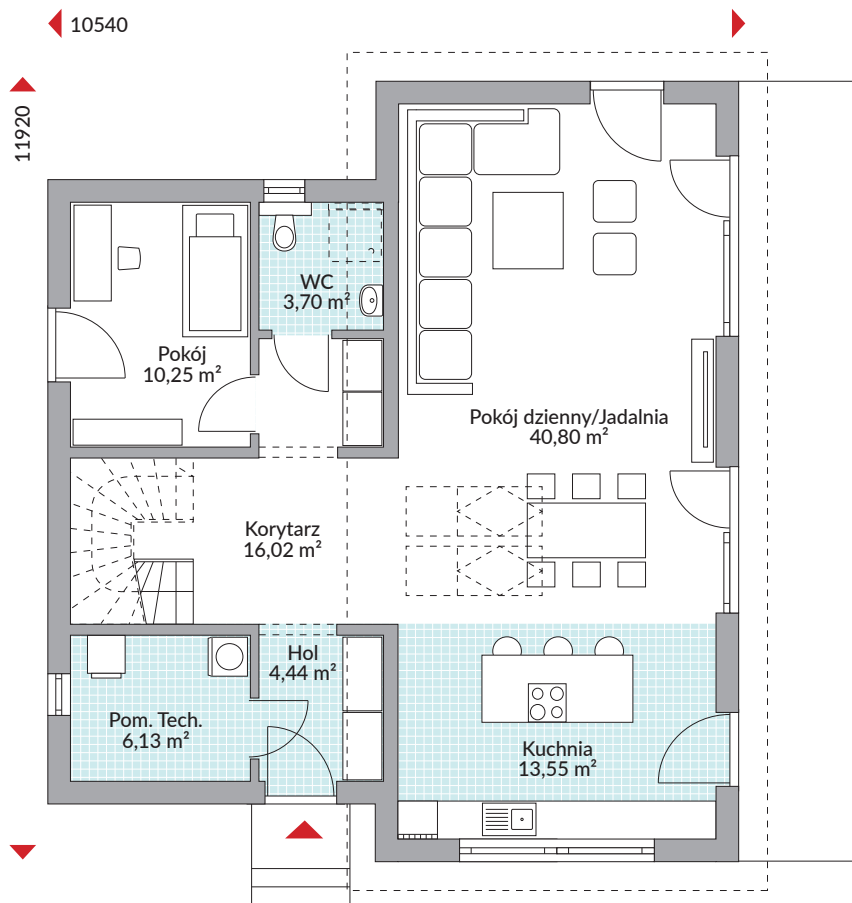 10540
11920
WC
3,70 m²
Pokój
10,25 m²
Pokój dzienny/Jadalnia
40,80 m²
Korytarz
16,02 m²
Hol
4,44 m²
Pom. Tech.
6,13 m²
Kuchnia
13,55 m²